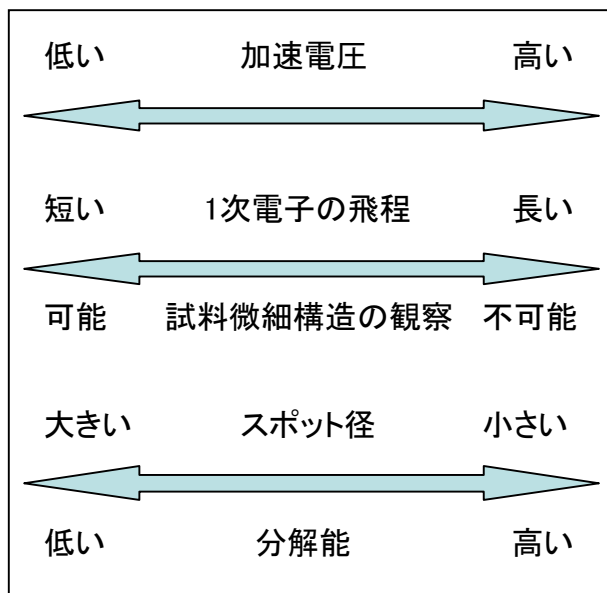 低い 加速電圧 高い
短い 1次電子の飛程 長い
可能 試料微細構造の観察 不可能
大きい スポット径 小さい
低い 分解能 高い